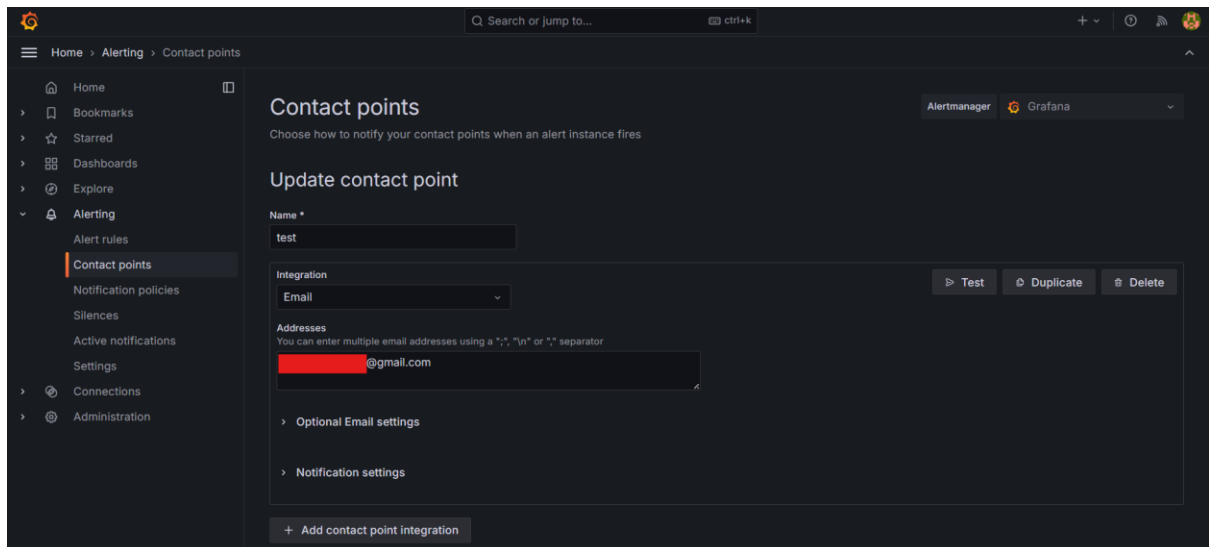 Search or jump to... ctrl+k
Home › Alerting › Contact points
Home
Bookmarks
Starred
Dashboards
Explore
Alerting
Alert rules
Contact points
Notification policies
Silences
Active notifications
Settings
Connections
Administration
Contact points
Alertmanager Grafana
Choose how to notify your contact points when an alert instance fires
Update contact point
Name *
test
Integration
Email
Test Duplicate Delete
Addresses
You can enter multiple email addresses using a ";", "\n" or "," separator
@gmail.com
Optional Email settings
Notification settings
+ Add contact point integration